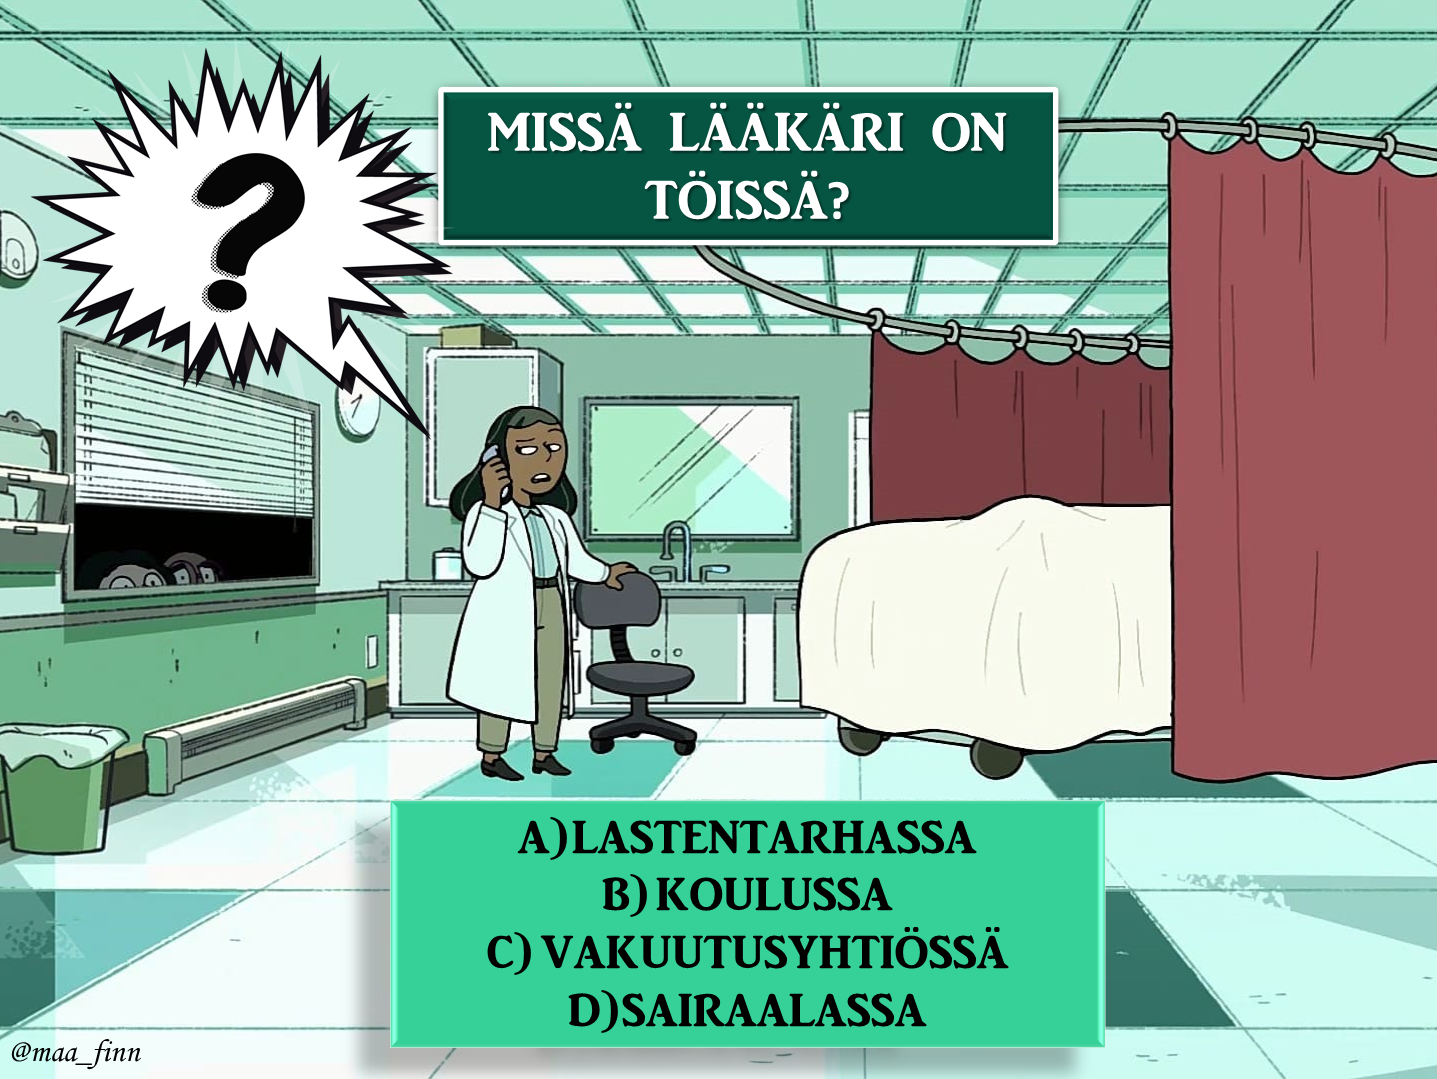 ?
MISSÄ LÄÄKÄRI ON
TÖISSÄ?
A)LASTENTARHASSA
B) KOULUSSA
C) VAKUUTUSYHTIÖSSÄ
D)SAIRAALASSA
@maa_finn